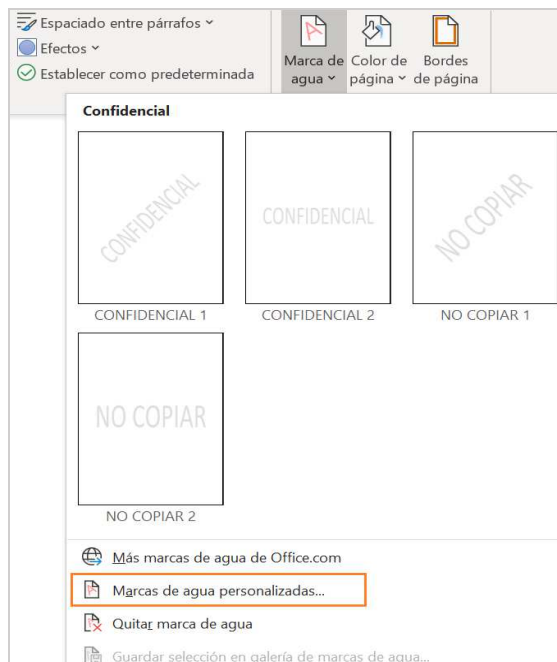 Espaciado entre párrafos
Efectos
Establecer como predeterminada
Marca de agua
Color de página
Bordes de página
Confidencial
CONFIDENCIAL
CONFIDENCIAL
NO COPIAR
CONFIDENCIAL 1
CONFIDENCIAL 2
NO COPIAR 1
NO COPIAR
NO COPIAR 2
Más marcas de agua de Office.com
Marcas de agua personalizadas...
Quitar marca de agua
Guardar selección en galería de marcas de agua...